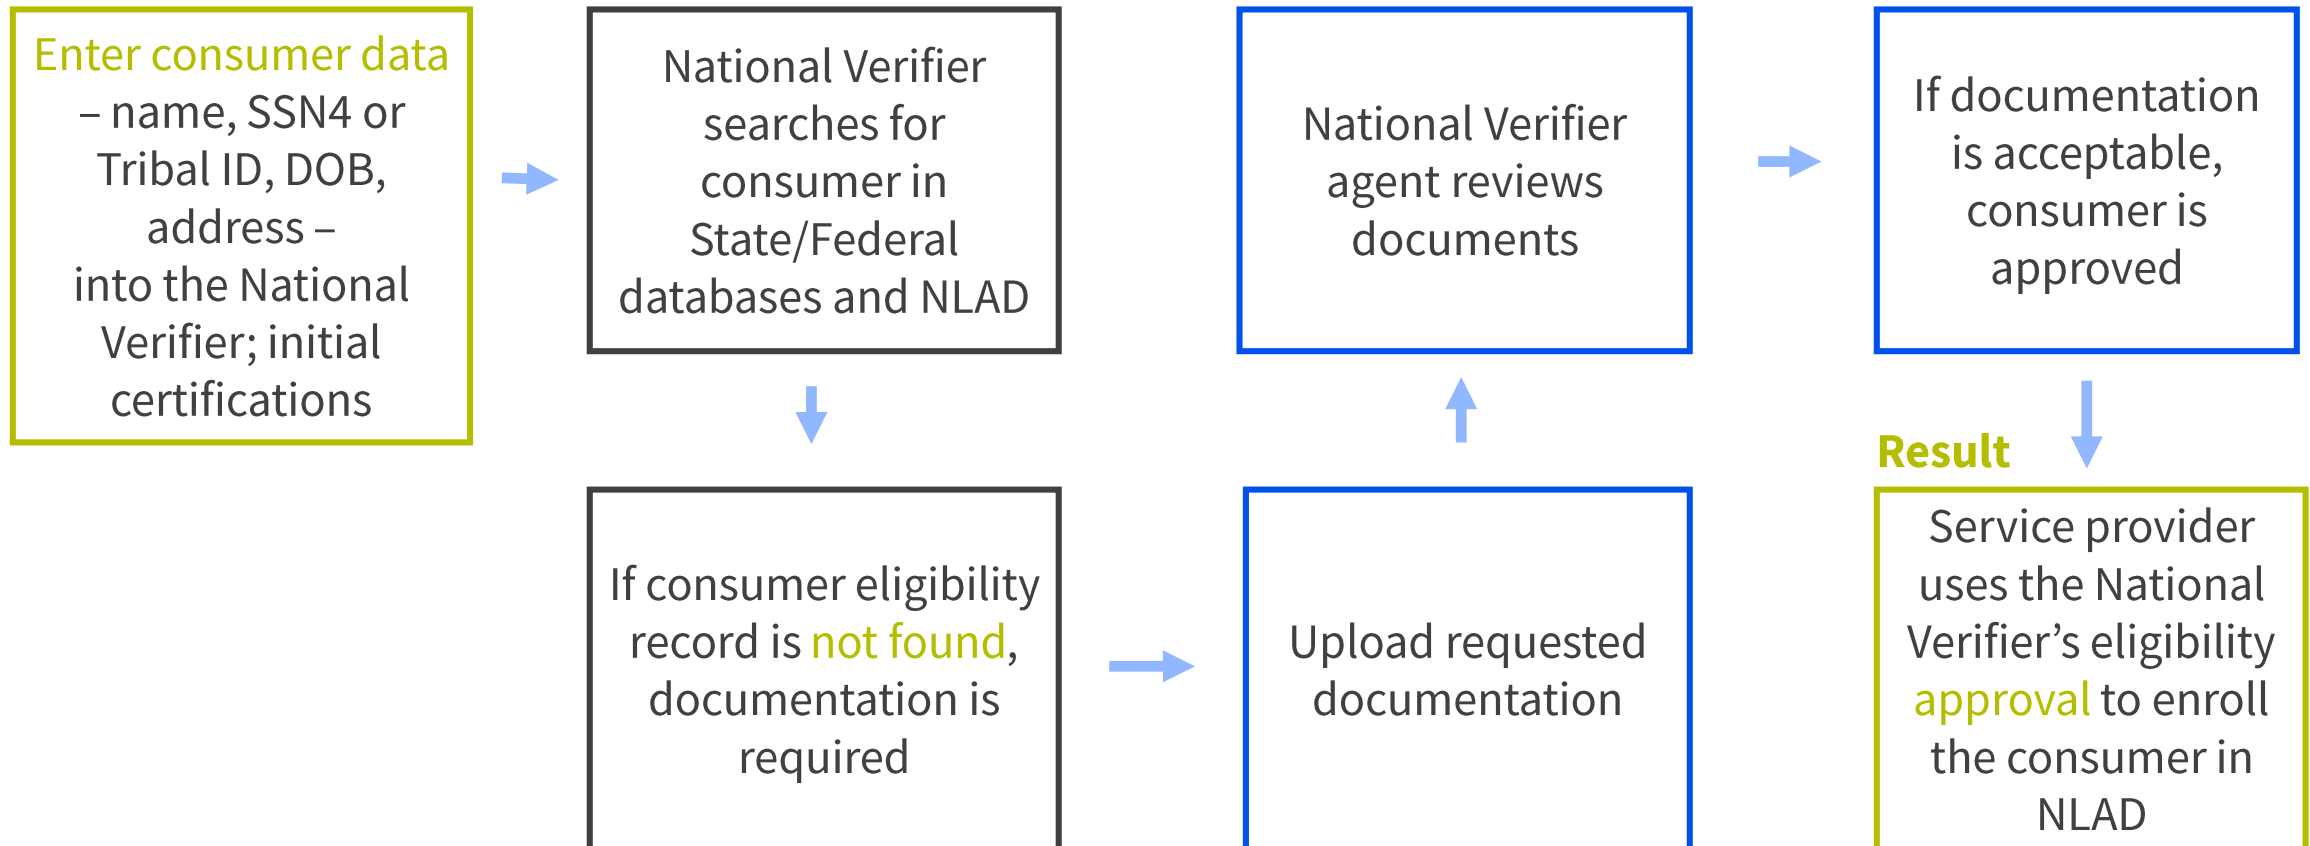 Enter consumer data
– name, SSN4 or
Tribal ID, DOB,
address –
into the National
Verifier; initial
certifications
National Verifier
searches for
consumer in
State/Federal
databases and NLAD
If consumer eligibility
record is not found,
documentation is
required
Upload requested
documentation
National Verifier
agent reviews
documents
If documentation
is acceptable,
consumer is
approved
Result
Service provider
uses the National
Verifier’s eligibility
approval to enroll
the consumer in
NLAD